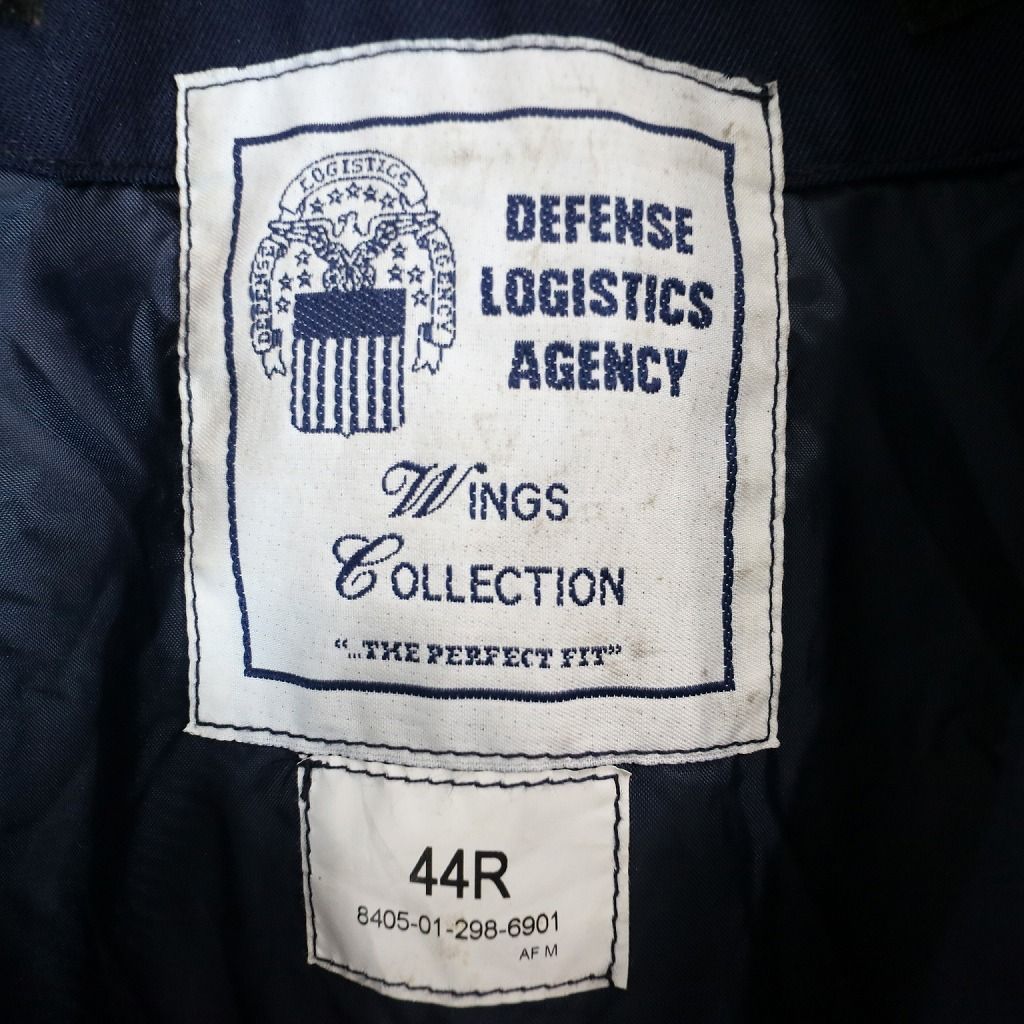 LOGISTICS
DEFENSE
AGENCY
DEFENSE
LOGISTICS
AGENCY
WINGS
COLLECTION
"...THE PERFECT FIT"
44R
8405-01-298-6901
AF M